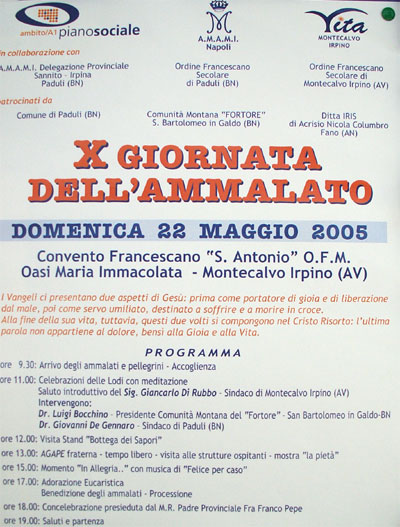 ambito/A1 pianosociale
A.M.A.M.I.
Napoli
Vita
MONTECALVO
IRPINO
in collaborazione con
A.M.A.M.I. Delegazione Provinciale
Sannito - Irpina
Paduli (BN)
Ordine Francescano
Secolare
di Paduli (BN)
Ordine Francescano
Secolare di
Montecalvo Irpino (AV)
patrocinati da
Comune di Paduli (BN)
Comunità Montana "FORTORE"
S. Bartolomeo in Galdo (BN)
Ditta IRIS
di Acrisio Nicola Columbro
Fano (AN)
X GIORNATA
DELL'AMMALATO
DOMENICA 22 MAGGIO 2005
Convento Francescano "S. Antonio" O.F.M.
Oasi Maria Immacolata - Montecalvo Irpino (AV)
I Vangeli ci presentano due aspetti di Gesù: prima come portatore di gioia e di liberazione
dal male, poi come servo umiliato, destinato a soffrire e a morire in croce.
Alla fine della sua vita, tuttavia, questi due volti si compongono nel Cristo Risorto: l'ultima
parola non appartiene al dolore, bensì alla Gioia e alla Vita.
PROGRAMMA
ore 9.30: Arrivo degli ammalati e pellegrini - Accoglienza
ore 11.00: Celebrazioni delle Lodi con meditazione
Saluto introduttivo del Sig. Giancarlo Di Rubbo - Sindaco di Montecalvo Irpino (AV)
Intervengono:
Dr. Luigi Bocchino - Presidente Comunità Montana del "Fortore" - San Bartolomeo in Galdo-BN
Dr. Giovanni De Gennaro - Sindaco di Paduli (BN)
ore 12.00: Visita Stand "Bottega dei Sapori"
ore 13.00: AGAPE fraterna - tempo libero - visita alle strutture ospitanti - mostra "la pietà"
ore 15.00: Momento "In Allegria.." con musica di "Felice per caso"
ore 17.00: Adorazione Eucaristica
Benedizione degli ammalati - Processione
ore 18.00: Concelebrazione presieduta dal M.R. Padre Provinciale Fra Franco Pepe
ore 19.00: Saluti e partenza